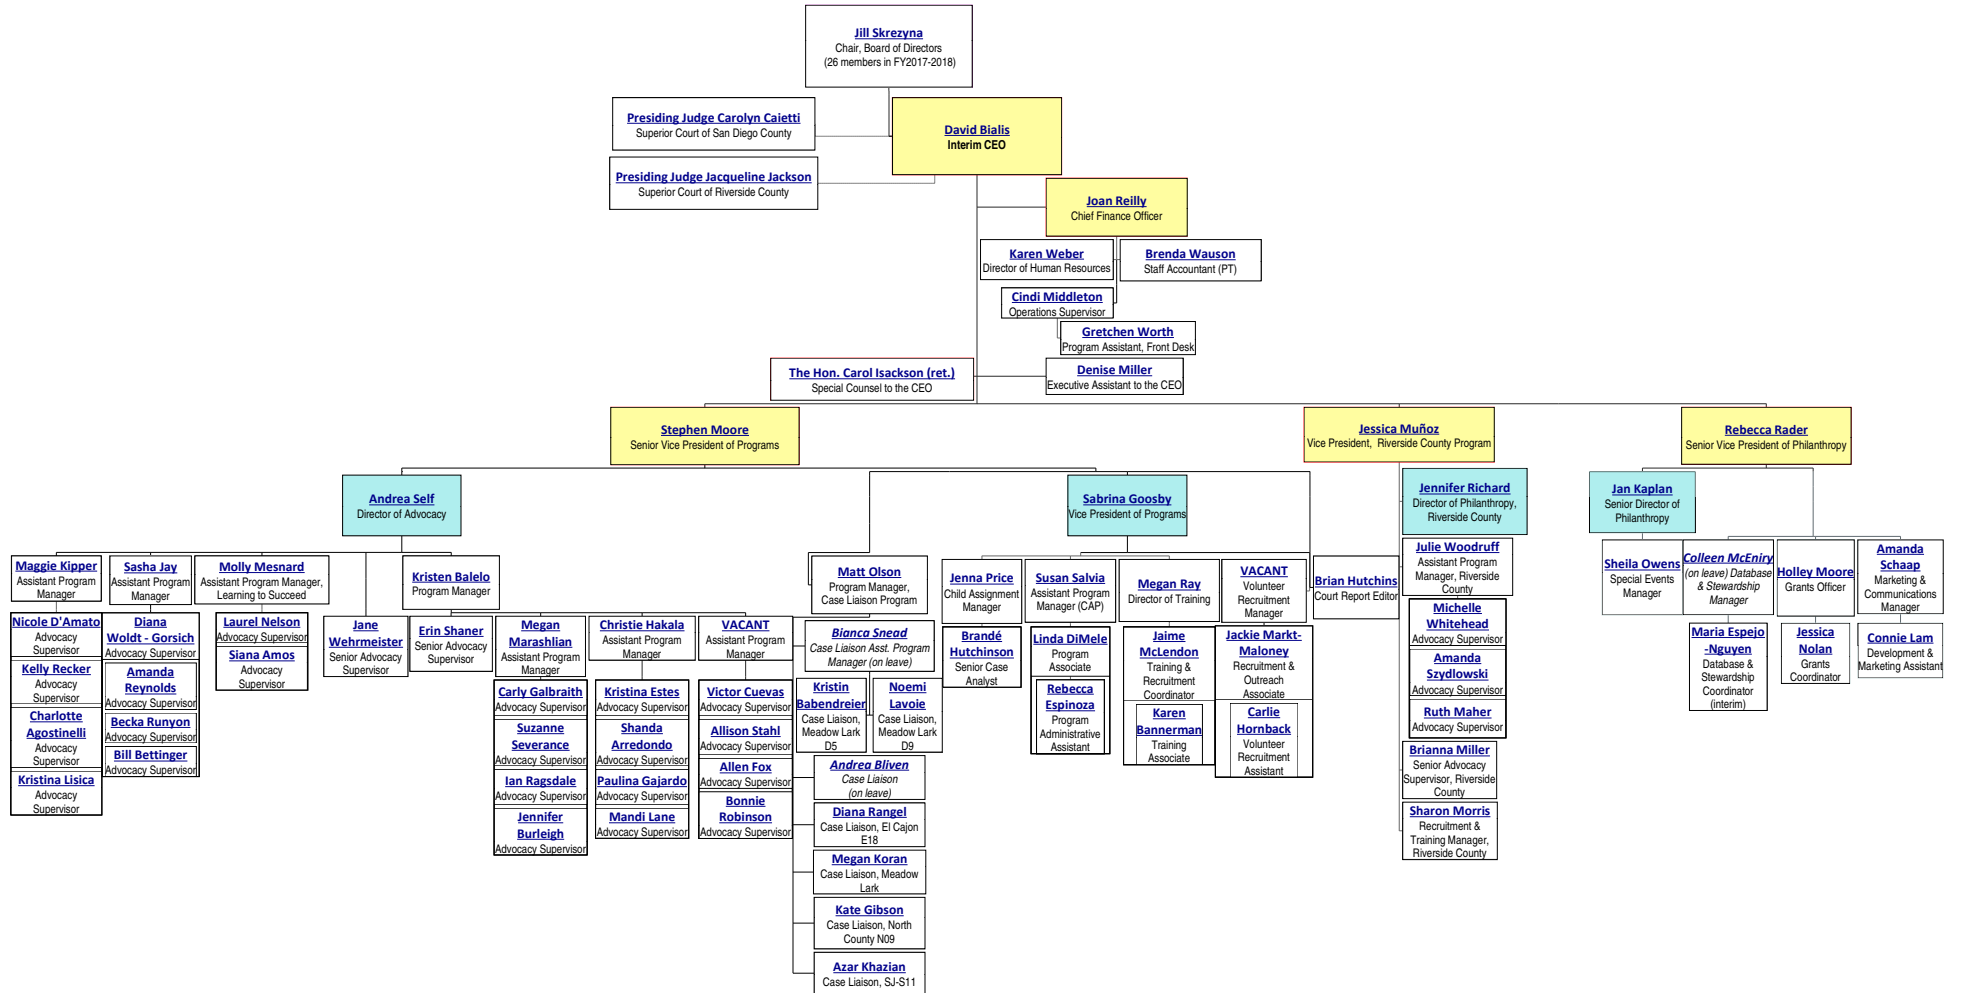 Jill Skrezyna
Chair, Board of Directors
(26 members in FY2017-2018)
Presiding Judge Carolyn Caietti
Superior Court of San Diego County
David Bialis
Interim CEO
Presiding Judge Jacqueline Jackson
Superior Court of Riverside County
Joan Reilly
Chief Finance Officer
Karen Weber
Director of Human Resources
Brenda Wauson
Staff Accountant (PT)
Cindi Middleton
Operations Supervisor
Gretchen Worth
Program Assistant, Front Desk
The Hon. Carol Isackson (ret.)
Special Counsel to the CEO
Denise Miller
Executive Assistant to the CEO
Stephen Moore
Senior Vice President of Programs
Jessica Muñoz
Vice President, Riverside County Program
Rebecca Rader
Senior Vice President of Philanthropy
Andrea Self
Director of Advocacy
Sabrina Goosby
Vice President of Programs
Jennifer Richard
Director of Philanthropy,
Riverside County
Jan Kaplan
Senior Director of
Philanthropy
Maggie Kipper
Assistant Program
Manager
Nicole D'Amato
Advocacy
Supervisor
Kelly Recker
Advocacy
Supervisor
Charlotte
Agostinelli
Advocacy
Supervisor
Kristina Lisica
Advocacy
Supervisor
Sasha Jay
Assistant Program
Manager
Diana
Woldt - Gorsich
Advocacy Supervisor
Amanda
Reynolds
Advocacy Supervisor
Becka Runyon
Advocacy Supervisor
Bill Bettinger
Advocacy Supervisor
Molly Mesnard
Assistant Program Manager,
Learning to Succeed
Laurel Nelson
Advocacy Supervisor
Siana Amos
Advocacy
Supervisor
Jane
Wehrmeister
Senior Advocacy
Supervisor
Kristen Balelo
Program Manager
Erin Shaner
Senior Advocacy
Supervisor
Megan
Marashlian
Assistant Program
Manager
Carly Galbraith
Advocacy Supervisor
Suzanne
Severance
Advocacy Supervisor
Ian Ragsdale
Advocacy Supervisor
Jennifer
Burleigh
Advocacy Supervisor
Christie Hakala
Assistant Program
Manager
Kristina Estes
Advocacy Supervisor
Shanda
Arredondo
Advocacy Supervisor
Paulina Gajardo
Advocacy Supervisor
Mandi Lane
Advocacy Supervisor
VACANT
Assistant Program
Manager
Victor Cuevas
Advocacy Supervisor
Allison Stahl
Advocacy Supervisor
Allen Fox
Advocacy Supervisor
Bonnie
Robinson
Advocacy Supervisor
Matt Olson
Program Manager,
Case Liaison Program
Bianca Snead
Case Liaison Asst. Program
Manager (on leave)
Kristin
Babendreier
Case Liaison,
Meadow Lark
D5
Noemi
Lavoie
Case Liaison,
Meadow Lark
D9
Andrea Bliven
Case Liaison
(on leave)
Diana Rangel
Case Liaison, El Cajon
E18
Megan Koran
Case Liaison, Meadow
Lark
Kate Gibson
Case Liaison, North
County N09
Azar Khazian
Case Liaison, SJ-S11
Jenna Price
Child Assignment
Manager
Brandé
Hutchinson
Senior Case
Analyst
Susan Salvia
Assistant Program
Manager (CAP)
Linda DiMele
Program
Associate
Rebecca
Espinoza
Program
Administrative
Assistant
Megan Ray
Director of Training
Jaime
McLendon
Training &
Recruitment
Coordinator
Karen
Bannerman
Training
Associate
VACANT
Volunteer
Recruitment
Manager
Jackie Markt-
Maloney
Recruitment &
Outreach
Associate
Carlie
Hornback
Volunteer
Recruitment
Assistant
Brian Hutchins
Court Report Editor
Julie Woodruff
Assistant Program
Manager, Riverside
County
Michelle
Whitehead
Advocacy Supervisor
Amanda
Szydlowski
Advocacy Supervisor
Ruth Maher
Advocacy Supervisor
Brianna Miller
Senior Advocacy
Supervisor, Riverside
County
Sharon Morris
Recruitment &
Training Manager,
Riverside County
Sheila Owens
Special Events
Manager
Colleen McEniry
(on leave) Database
& Stewardship
Manager
Maria Espejo
-Nguyen
Database &
Stewardship
Coordinator
(interim)
Holley Moore
Grants Officer
Jessica
Nolan
Grants
Coordinator
Amanda
Schaap
Marketing &
Communications
Manager
Connie Lam
Development &
Marketing Assistant